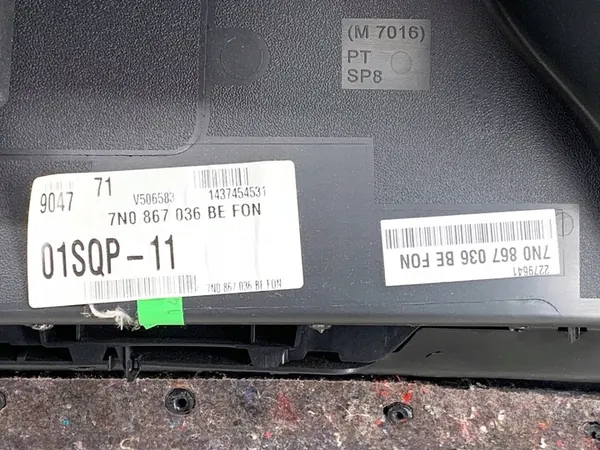 (M 7016)
PT
SP8
9047 71
V506583 1437454531
7N0 867 036 BE FON
01SQP-11
7N0 867 036 BE FON
2279641
7N0 867 036 BE FON